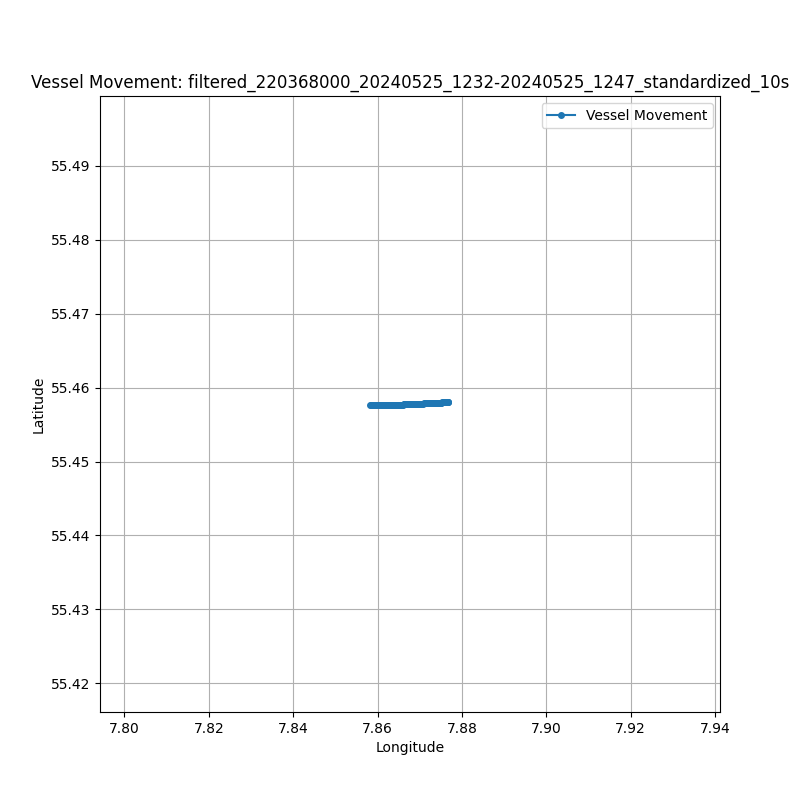 Vessel Movement: filtered_220368000_20240525_1232-20240525_1247_standardized_10s
Vessel Movement
55.49
55.48
55.47
55.46
55.45
55.44
55.43
55.42
Latitude
7.80 7.82 7.84 7.86 7.88 7.90 7.92 7.94
Longitude